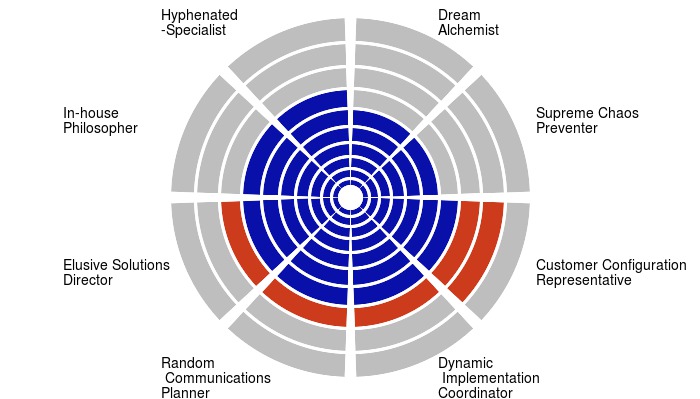 Hyphenated
-Specialist
Dream
Alchemist
In-house
Philosopher
Supreme Chaos
Preventer
Elusive Solutions
Director
Customer Configuration
Representative
Random
Communications
Planner
Dynamic
Implementation
Coordinator